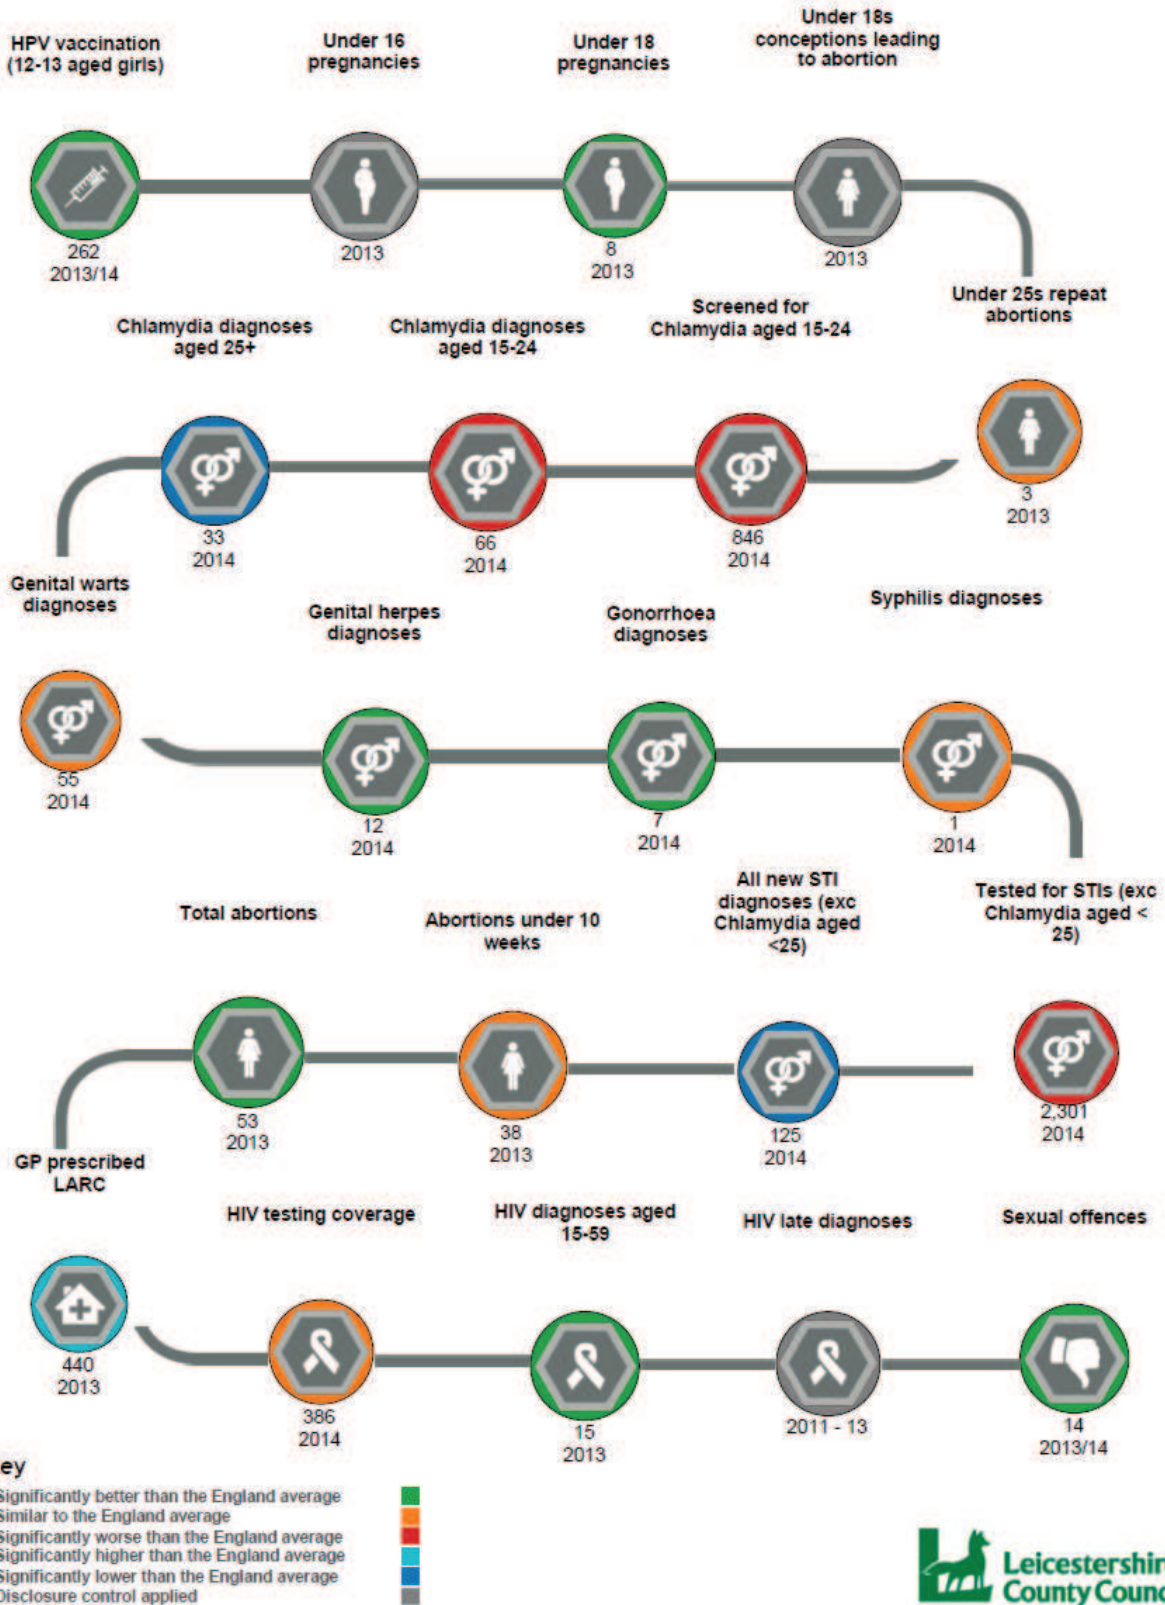 HPV vaccination
(12-13 aged girls)
262
2013/14
Under 16
pregnancies
2013
Under 18
pregnancies
8
2013
Under 18s
conceptions leading
to abortion
2013
Under 25s repeat
abortions
3
2013
Screened for
Chlamydia aged 15-24
846
2014
Chlamydia diagnoses
aged 15-24
66
2014
Chlamydia diagnoses
aged 25+
33
2014
Genital warts
diagnoses
55
2014
Genital herpes
diagnoses
12
2014
Gonorrhoea
diagnoses
7
2014
Syphilis diagnoses
1
2014
Tested for STIs (exc
Chlamydia aged <
25)
2,301
2014
All new STI
diagnoses (exc
Chlamydia aged
<25)
125
2014
Abortions under 10
weeks
38
2013
Total abortions
53
2013
GP prescribed
LARC
440
2013
HIV testing coverage
386
2014
HIV diagnoses aged
15-59
15
2013
HIV late diagnoses
2011 - 13
Sexual offences
14
2013/14
ey
Significantly better than the England average
Similar to the England average
Significantly worse than the England average
Significantly higher than the England average
Significantly lower than the England average
Disclosure control applied
Leicestershir
County Counc